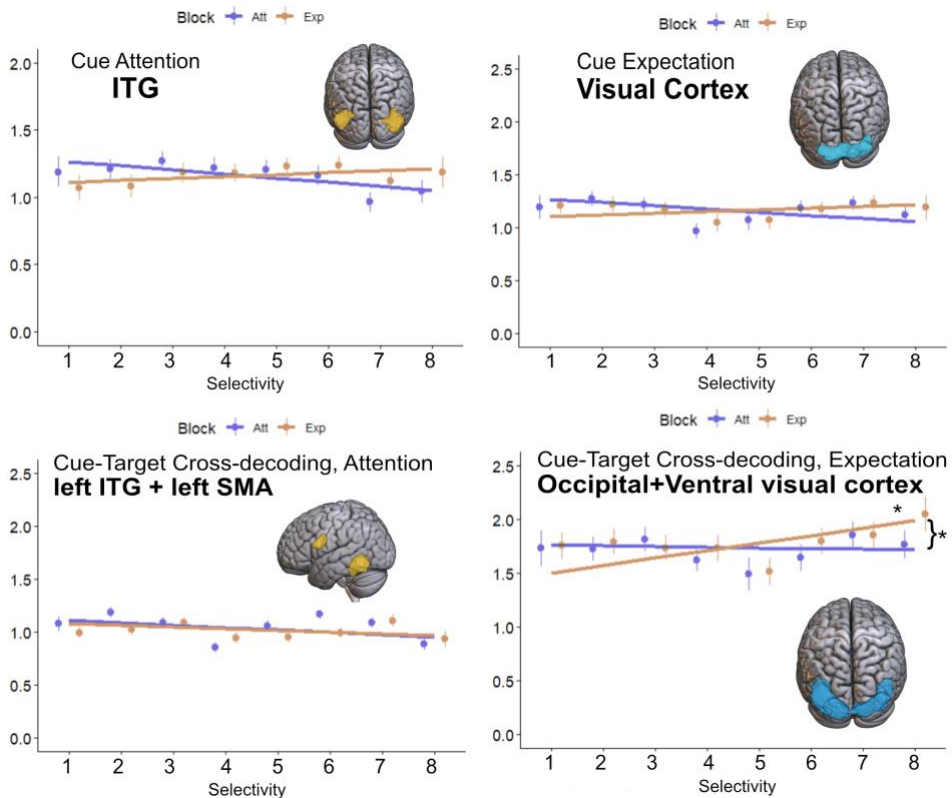 Block Att Exp
Cue Attention
ITG
2.0
1.5
1.0
0.5
0.0
1 2 3 4 5 6 7 8
Selectivity
Block Att Exp
Cue Expectation
Visual Cortex
2.5
2.0
1.5
1.0
0.5
0.0
1 2 3 4 5 6 7 8
Selectivity
Block Att Exp
Cue-Target Cross-decoding, Attention
left ITG + left SMA
2.5
2.0
1.5
1.0
0.5
0.0
1 2 3 4 5 6 7 8
Selectivity
Block Att Exp
Cue-Target Cross-decoding, Expectation
Occipital+Ventral visual cortex
*
}*
2.5
2.0
1.5
1.0
0.5
0.0
1 2 3 4 5 6 7 8
Selectivity